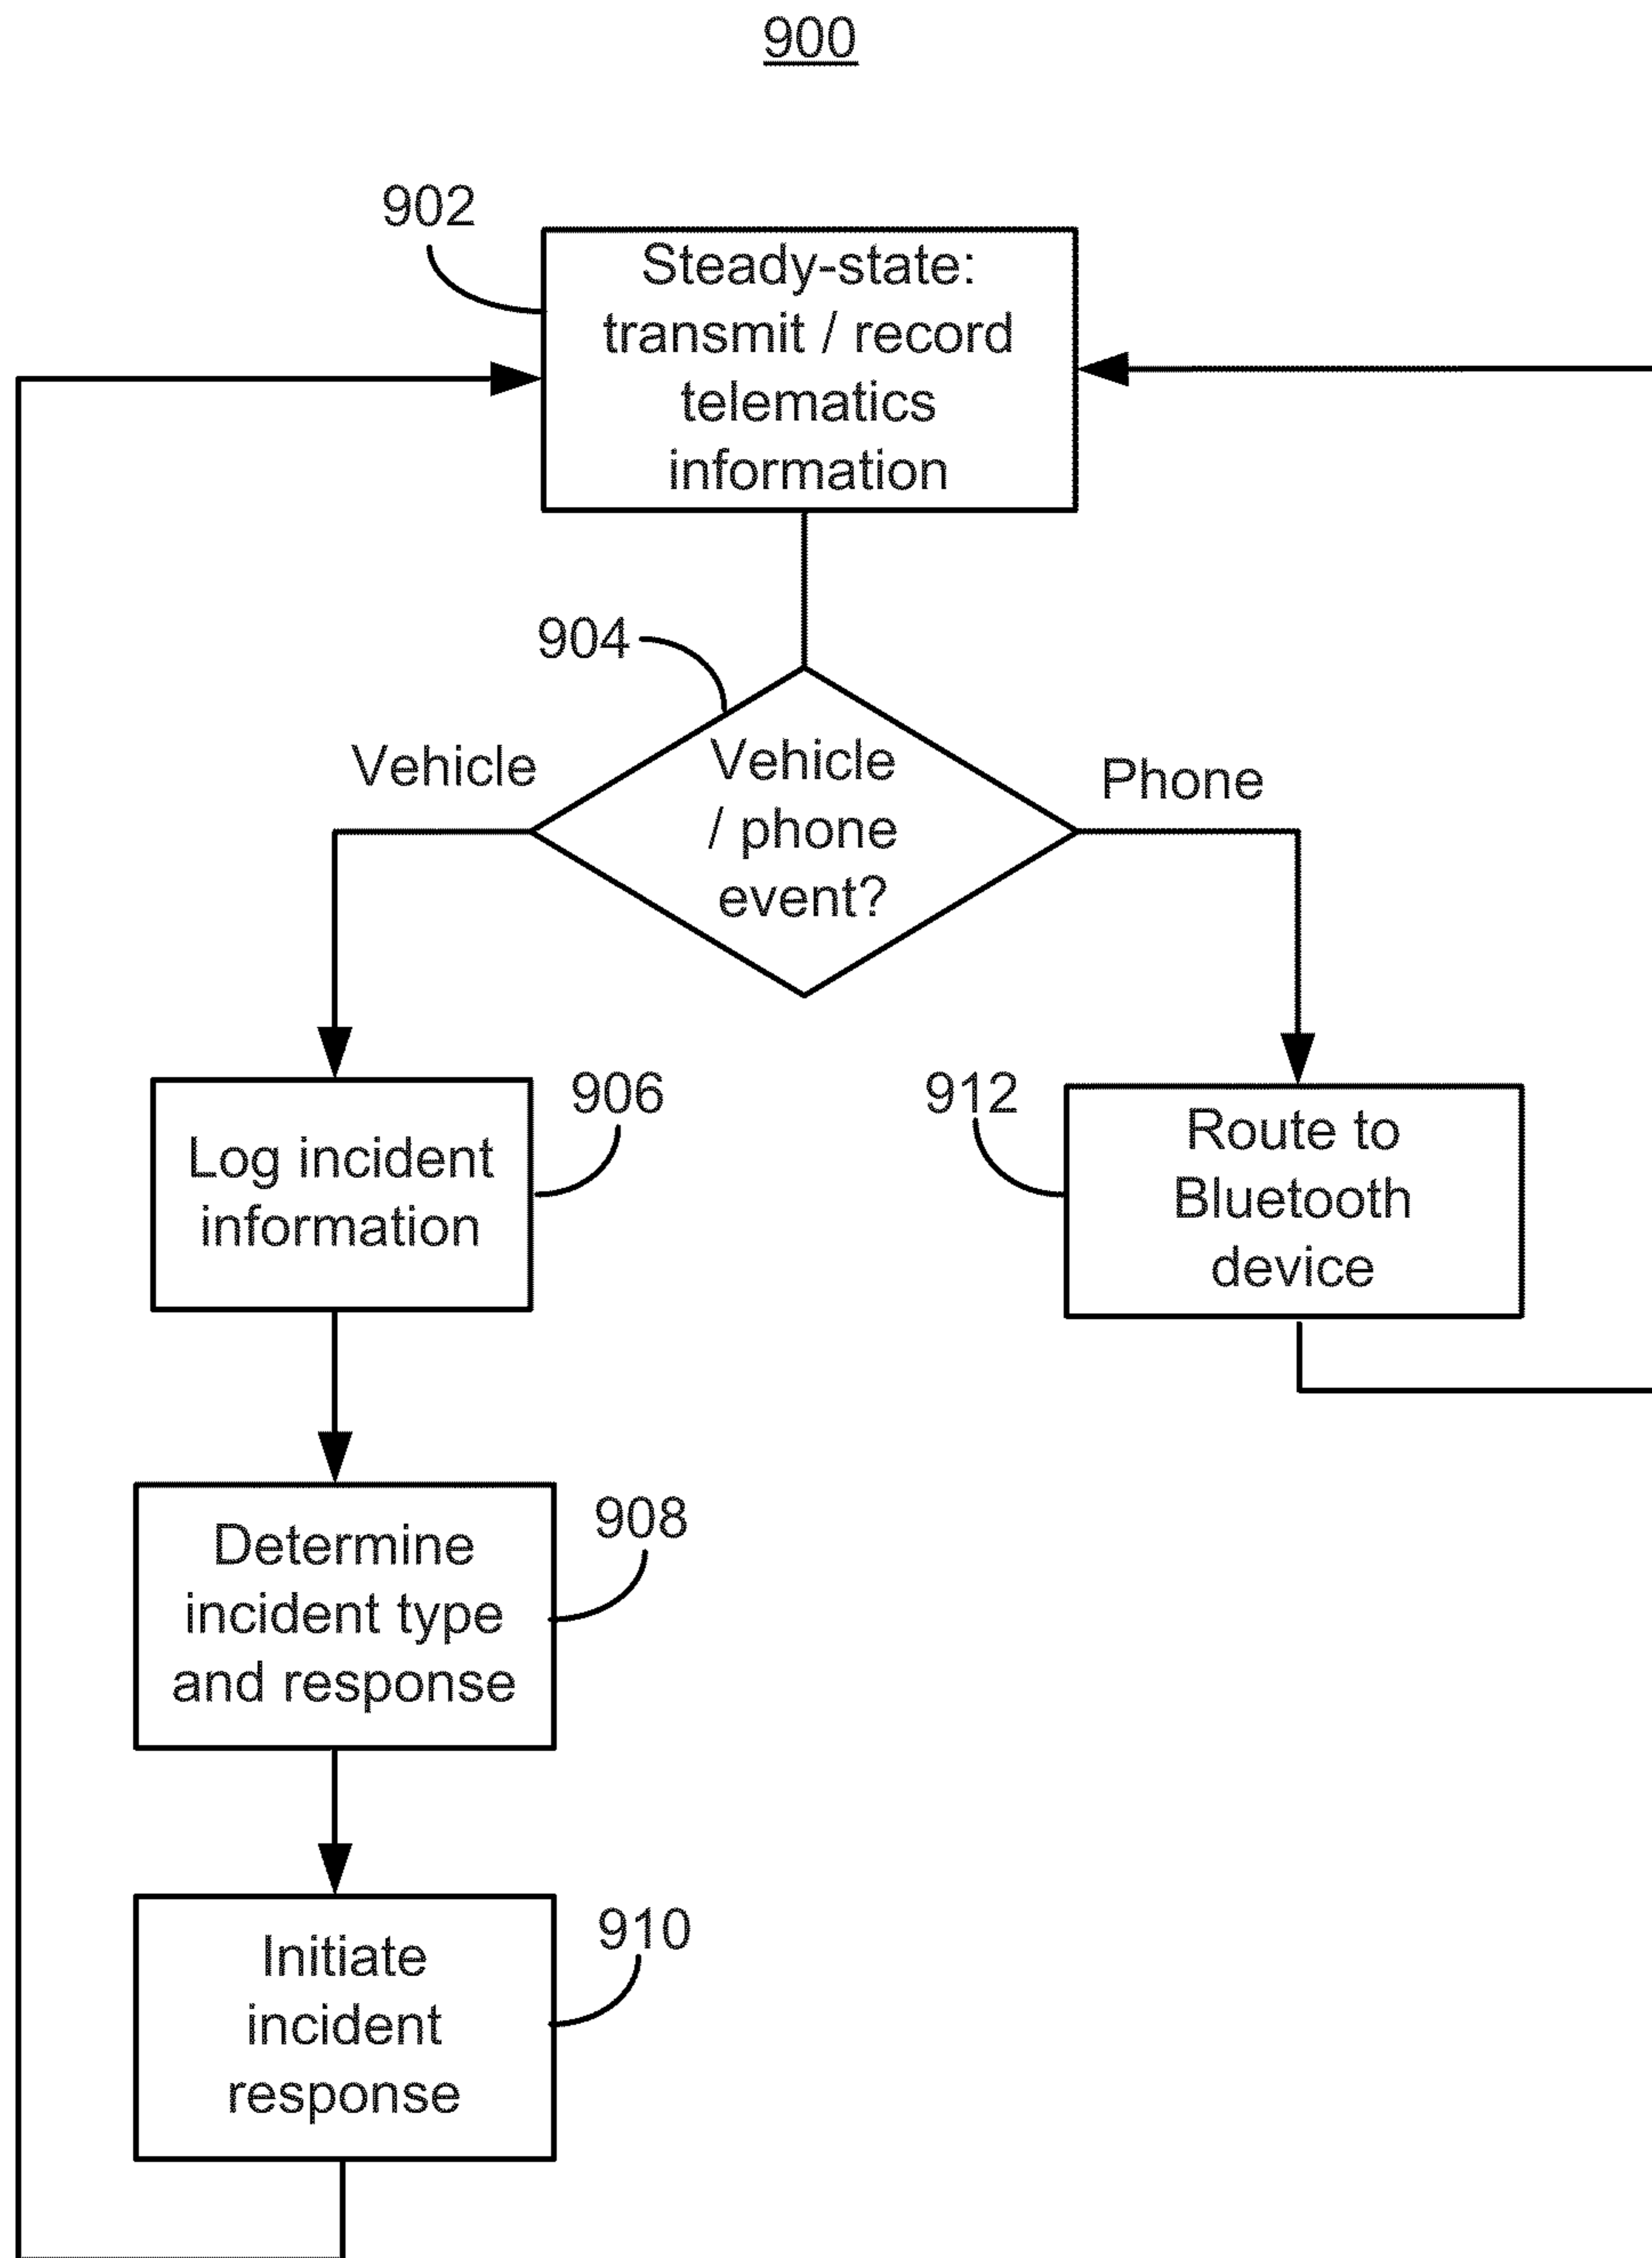 900
902
Steady-state:
transmit / record
telematics
information
904
Vehicle
Vehicle
/ phone
event?
Phone
906
Log incident
information
912
Route to
Bluetooth
device
908
Determine
incident type
and response
910
Initiate
incident
response